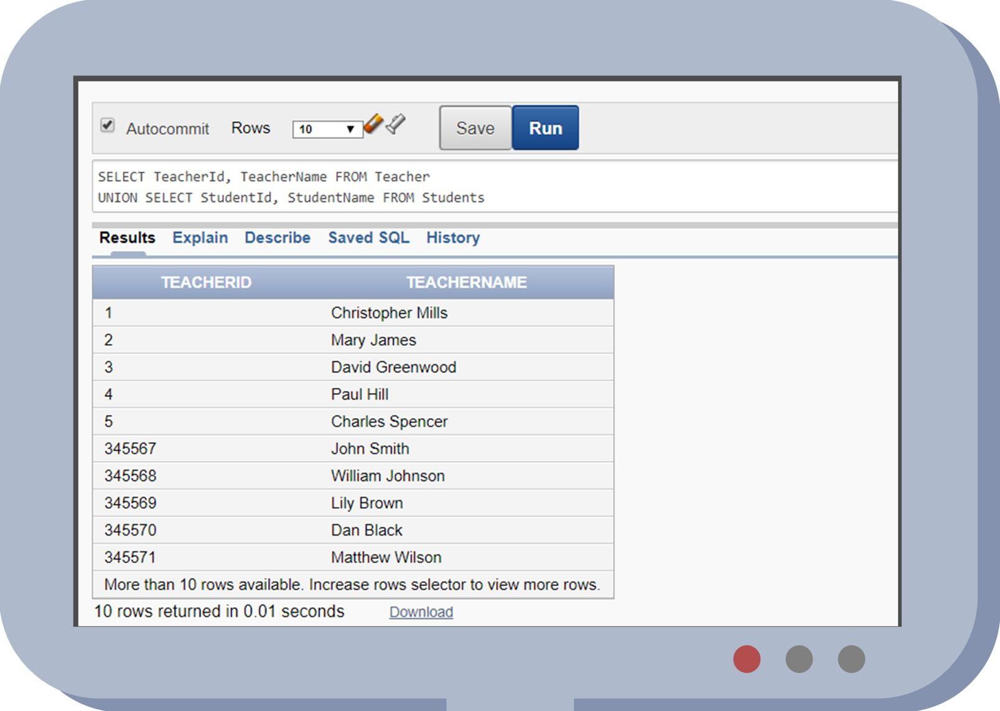 Autocommit Rows 10 Save Run
SELECT TeacherId, TeacherName FROM Teacher
UNION SELECT StudentId, StudentName FROM Students
Results Explain Describe Saved SQL History
TEACHERID TEACHERNAME
1 Christopher Mills
2 Mary James
3 David Greenwood
4 Paul Hill
5 Charles Spencer
345567 John Smith
345568 William Johnson
345569 Lily Brown
345570 Dan Black
345571 Matthew Wilson
More than 10 rows available. Increase rows selector to view more rows.
10 rows returned in 0.01 seconds Download